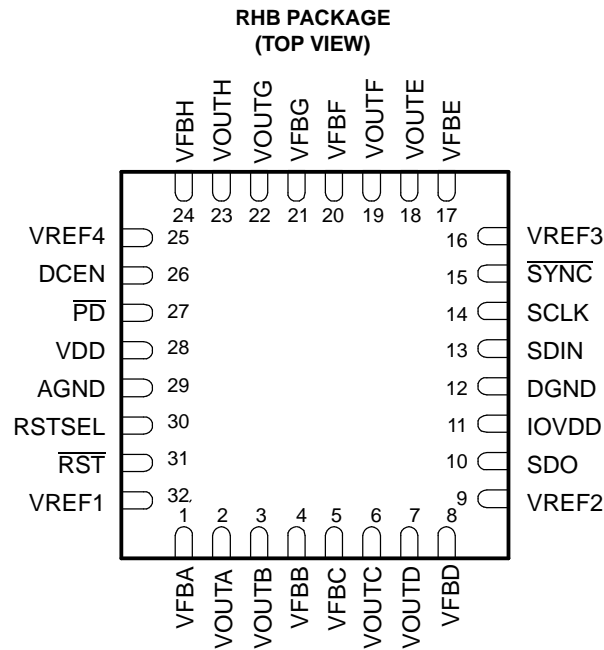 RHB PACKAGE
(TOP VIEW)
VFBH VOUTH VOUTG VFBG VFBF VOUTF VOUTE VFBE
24 23 22 21 20 19 18 17
VREF4 25 16 VREF3
DCEN 26 15 SYNC
PD 27 14 SCLK
VDD 28 13 SDIN
AGND 29 12 DGND
RSTSEL 30 11 IOVDD
RST 31 10 SDO
VREF1 32 9 VREF2
1 2 3 4 5 6 7 8
VFBA VOUTA VOUTB VFBB VFBC VOUTC VOUTD VFBD